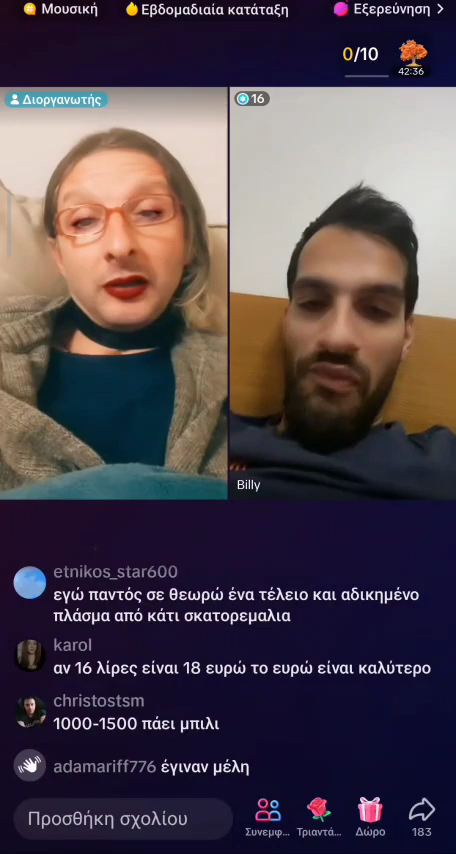 Μουσική Εβδομαδιαία κατάταξη Εξερεύνηση
0/10
42:36
Διοργανωτής 16
Billy
etnikos_star600
εγώ παντός σε θεωρώ ένα τέλειο και αδικημένο
πλάσμα από κάτι σκατορεμαλια
karol
αν 16 λίρες είναι 18 ευρώ το ευρώ είναι καλύτερο
christostsm
1000-1500 πάει μπιλι
adamariff776 έγιναν μέλη
Προσθήκη σχολίου
Συνεμφ... Τριαντά... Δώρο 183